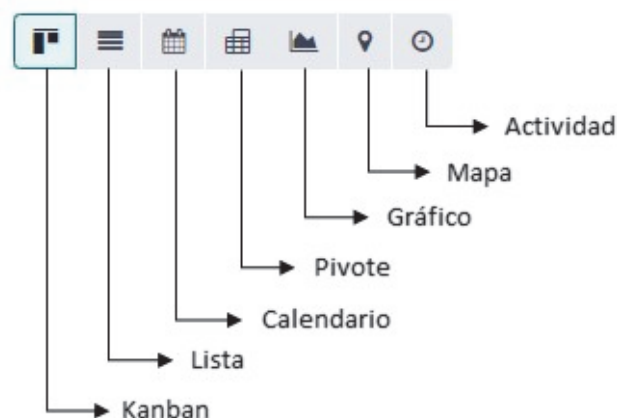 Actividad
Mapa
Gráfico
Pivote
Calendario
Lista
Kanban